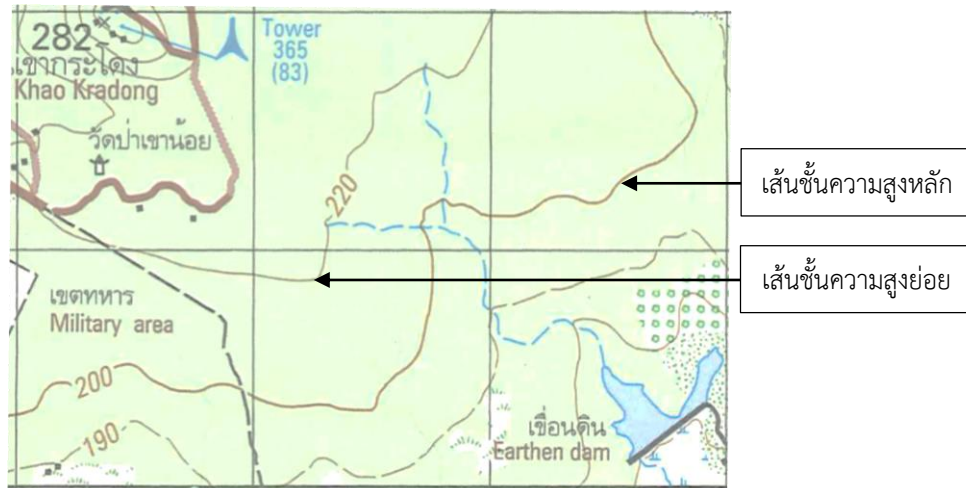 282
เขากระโดง
Khao Kradong
Tower
365
(83)
วัดป่าเขาน้อย
220
เส้นชั้นความสูงหลัก
เส้นชั้นความสูงย่อย
เขตทหาร
Military area
200
190
เขื่อนดิน
Earthen dam